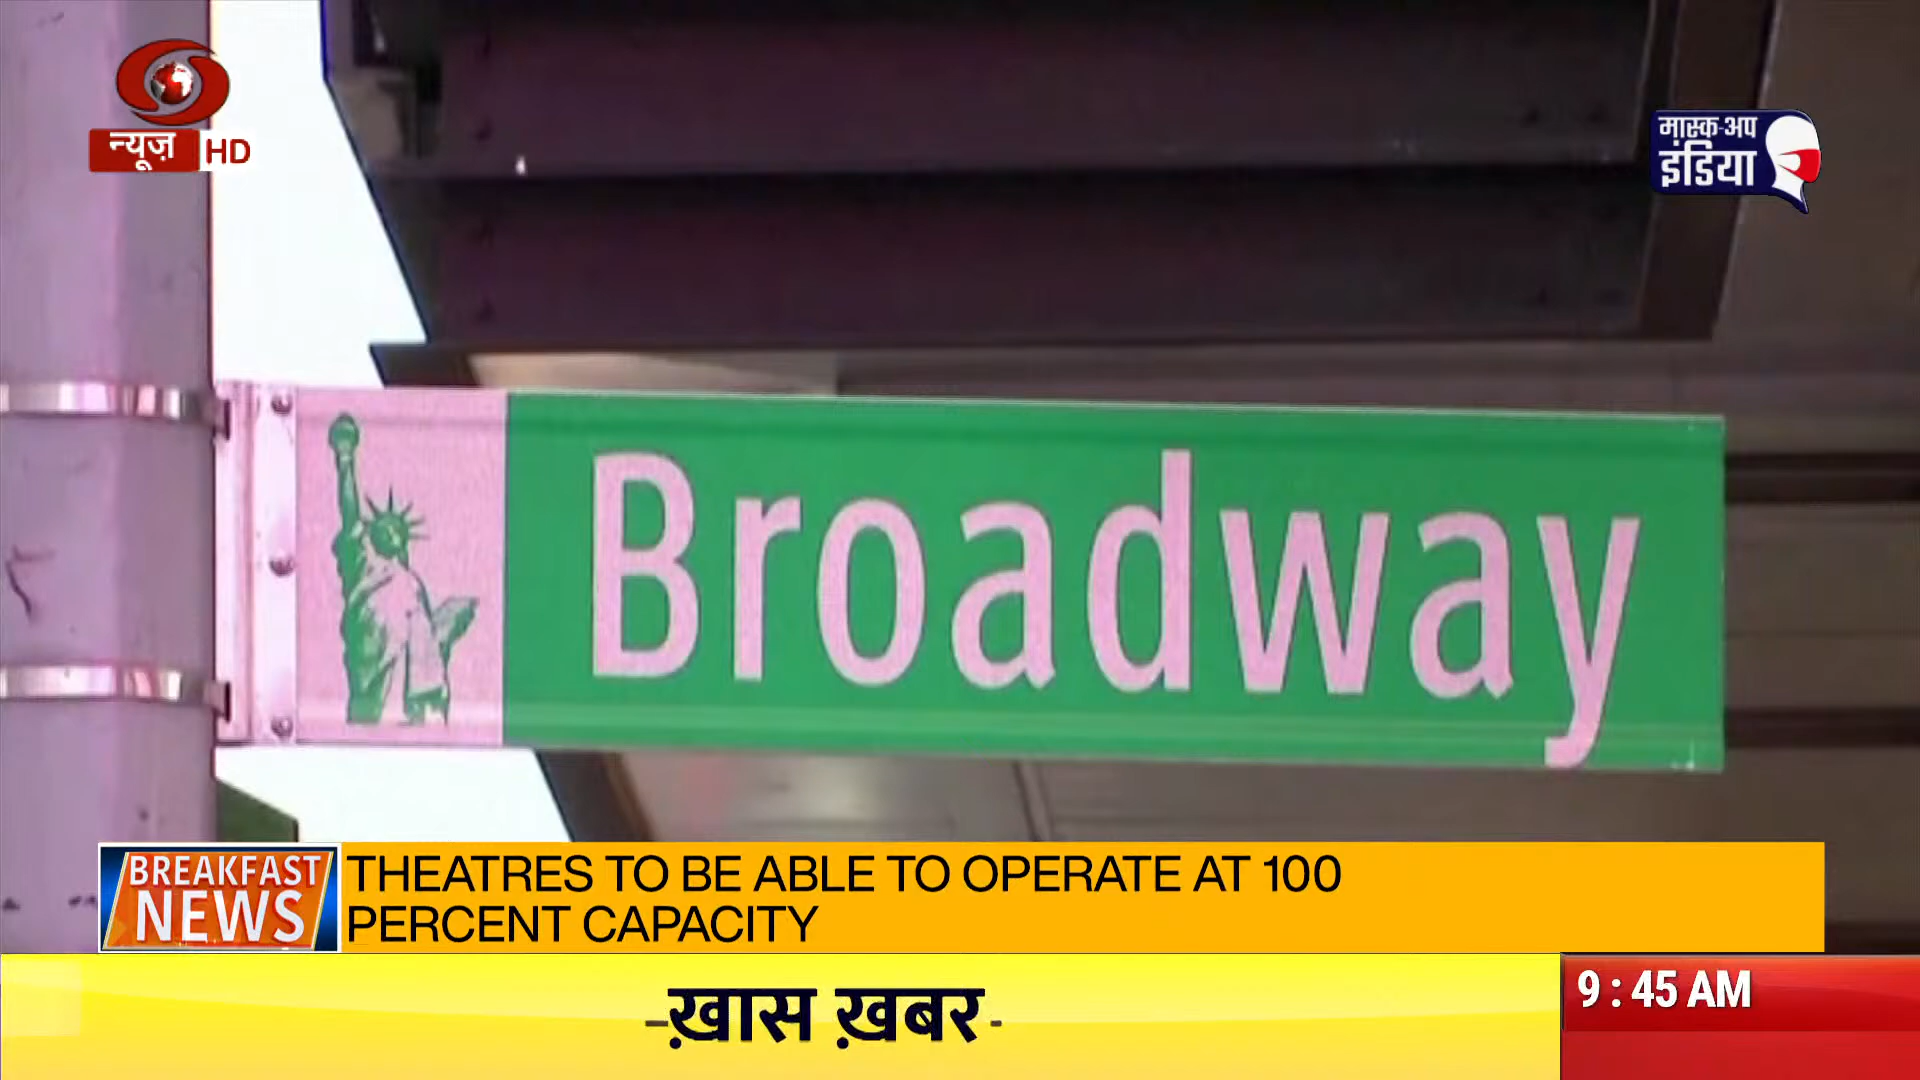 न्यूज़ HD
मास्क-अप
इंडिया
Broadway
BREAKFAST
NEWS
THEATRES TO BE ABLE TO OPERATE AT 100
PERCENT CAPACITY
-ख़ास ख़बर-
9:45 AM